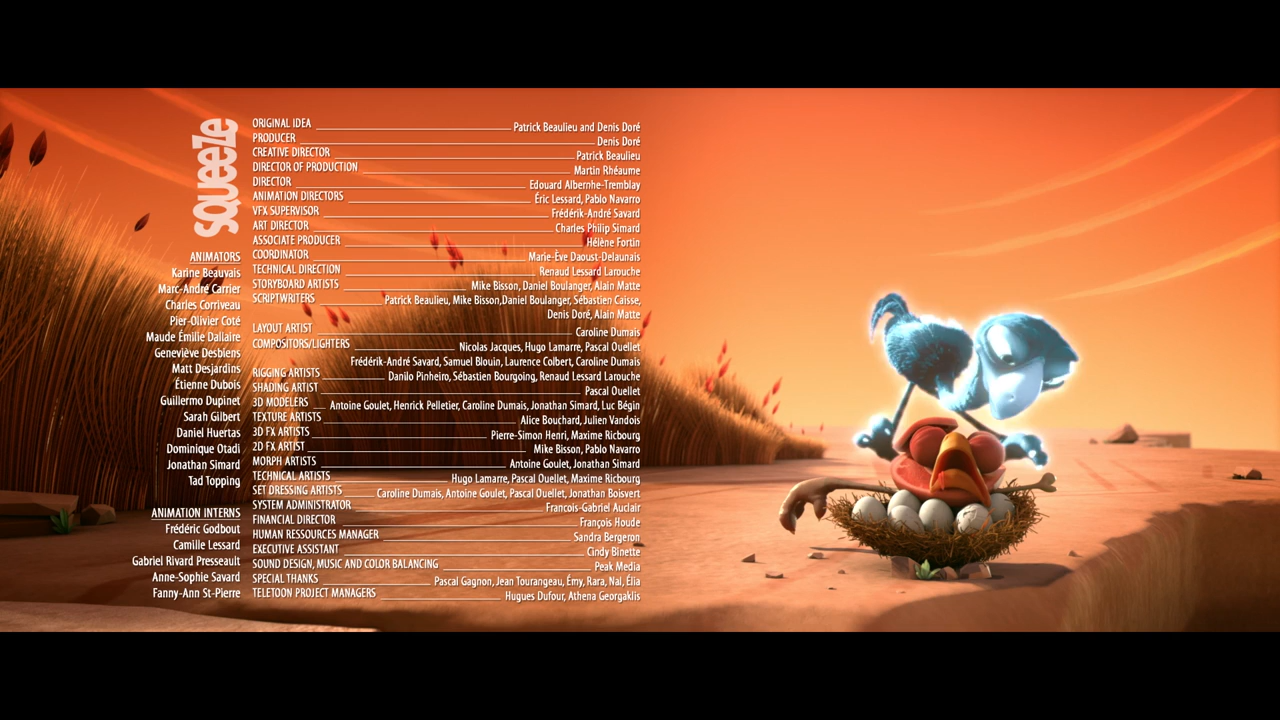 squeeze
ORIGINAL IDEA Patrick Beaulieu and Denis Doré
PRODUCER Denis Doré
CREATIVE DIRECTOR Patrick Beaulieu
DIRECTOR OF PRODUCTION Martin Rhéaume
DIRECTOR Edouard Albernhe-Tremblay
ANIMATION DIRECTORS Éric Lessard, Pablo Navarro
VFX SUPERVISOR Frédérik-André Savard
ART DIRECTOR Charles Philip Simard
ASSOCIATE PRODUCER Hélène Fortin
COORDINATOR Marie-Ève Daoust-Delaunais
TECHNICAL DIRECTION Renaud Lessard Larouche
STORYBOARD ARTISTS Mike Bisson, Daniel Boulanger, Alain Matte
SCRIPTWRITERS Patrick Beaulieu, Mike Bisson,Daniel Boulanger, Sébastien Caisse,
Denis Doré, Alain Matte
LAYOUT ARTIST Caroline Dumais
COMPOSITORS/LIGHTERS Nicolas Jacques, Hugo Lamarre, Pascal Ouellet
Frédérik-André Savard, Samuel Blouin, Laurence Colbert, Caroline Dumais
RIGGING ARTISTS Danilo Pinheiro, Sébastien Bourgoing, Renaud Lessard Larouche
SHADING ARTIST Pascal Ouellet
3D MODELERS Antoine Goulet, Henrick Pelletier, Caroline Dumais, Jonathan Simard, Luc Bégin
TEXTURE ARTISTS Alice Bouchard, Julien Vandois
3D FX ARTISTS Pierre-Simon Henri, Maxime Ricbourg
2D FX ARTIST Mike Bisson, Pablo Navarro
MORPH ARTISTS Antoine Goulet, Jonathan Simard
TECHNICAL ARTISTS Hugo Lamarre, Pascal Ouellet, Maxime Ricbourg
SET DRESSING ARTISTS Caroline Dumais, Antoine Goulet, Pascal Ouellet, Jonathan Boisvert
SYSTEM ADMINISTRATOR Francois-Gabriel Auclair
FINANCIAL DIRECTOR François Houde
HUMAN RESSOURCES MANAGER Sandra Bergeron
EXECUTIVE ASSISTANT Cindy Binette
SOUND DESIGN, MUSIC AND COLOR BALANCING Peak Media
SPECIAL THANKS Pascal Gagnon, Jean Tourangeau, Émy, Rara, Naï, Élia
TELETOON PROJECT MANAGERS Hugues Dufour, Athena Georgaklis
ANIMATORS
Karine Beauvais
Marc-André Carrier
Charles Corriveau
Pier-Olivier Coté
Maude Émilie Dallaire
Geneviève Desbiens
Matt Desjardins
Étienne Dubois
Guillermo Dupinet
Sarah Gilbert
Daniel Huertas
Dominique Otadi
Jonathan Simard
Tad Topping
ANIMATION INTERNS
Frédéric Godbout
Camille Lessard
Gabriel Rivard Presseault
Anne-Sophie Savard
Fanny-Ann St-Pierre